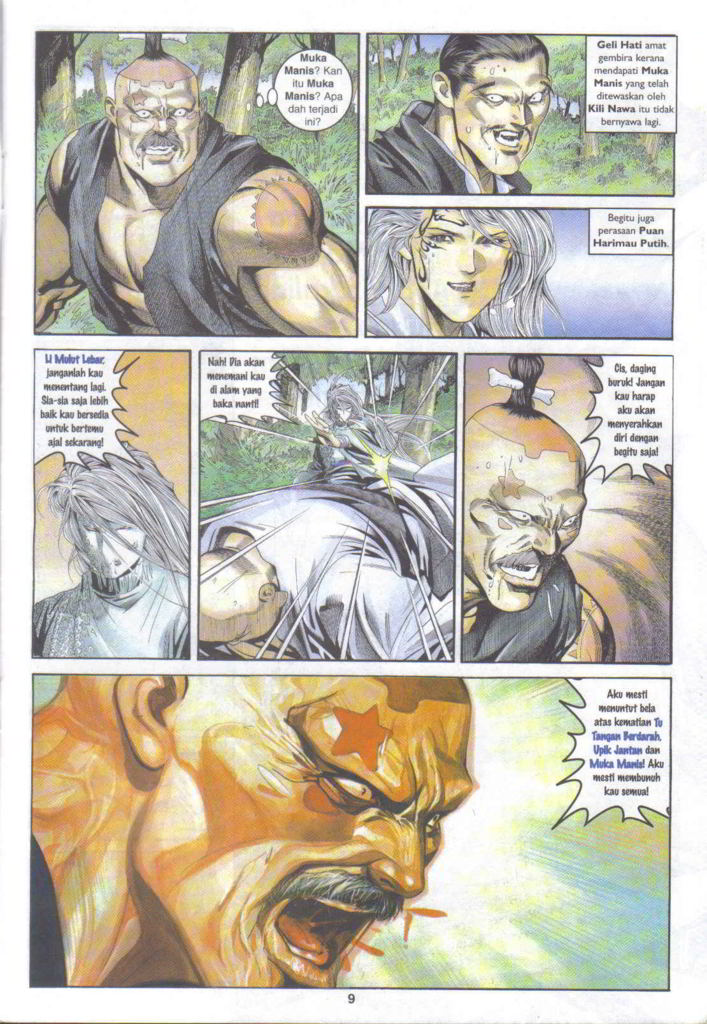 Muka
Manis? Kan
itu Muka
Manis? Apa
dah terjadi
ini?
Geli Hati amat
gembira kerana
mendapati Muka
Manis yang telah
ditewaskan oleh
Kili Nawa itu tidak
bernyawa lagi.
Begitu juga
perasaan Puan
Harimau Putih.
Li Mulut Lebar,
janganlah kau
menentang lagi.
Sia-sia saja lebih
baik kau bersedia
untuk bertemu
ajal sekarang!
Nah! Dia akan
menemani kau
di alam yang
baka nanti!
Cis, daging
buruk! Jangan
kau harap
aku akan
menyerahkan
diri dengan
begitu saja!
Aku mesti
menuntut bela
atas kematian Tu
Tangan Berdarah,
Upik Jantan dan
Muka Manis! Aku
mesti membunuh
kau semua!
9